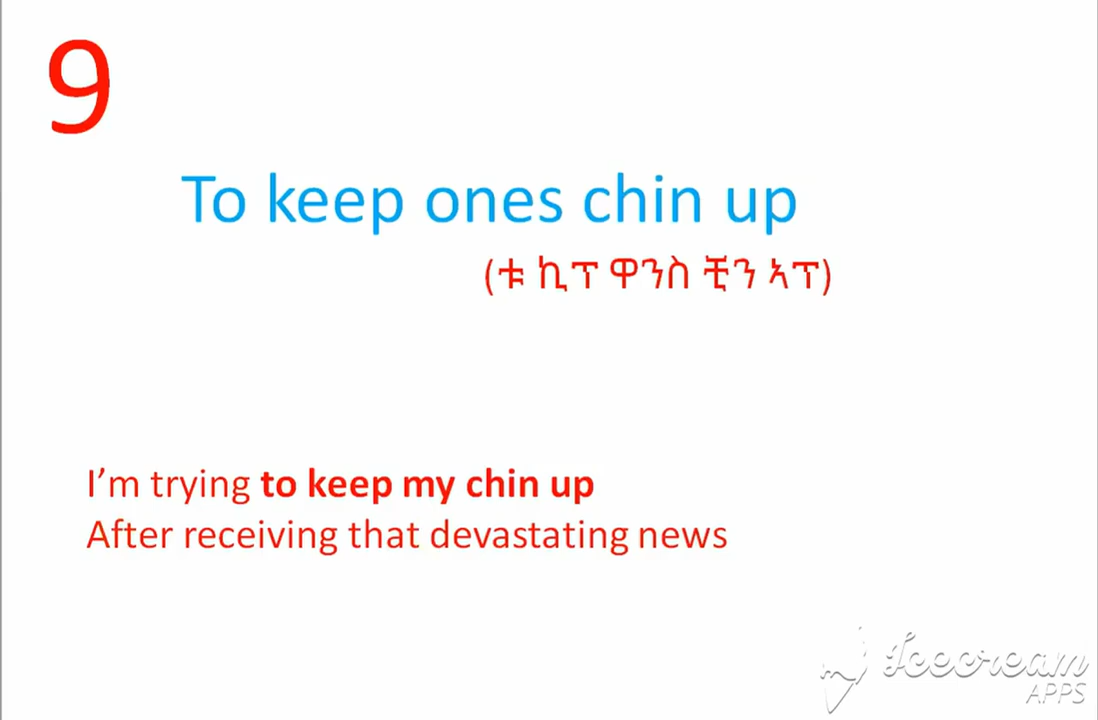 9
To keep ones chin up
(ቱ ኪፕ ዋንስ ቺን ኣፕ)
I’m trying to keep my chin up
After receiving that devastating news
Icecream
APPS